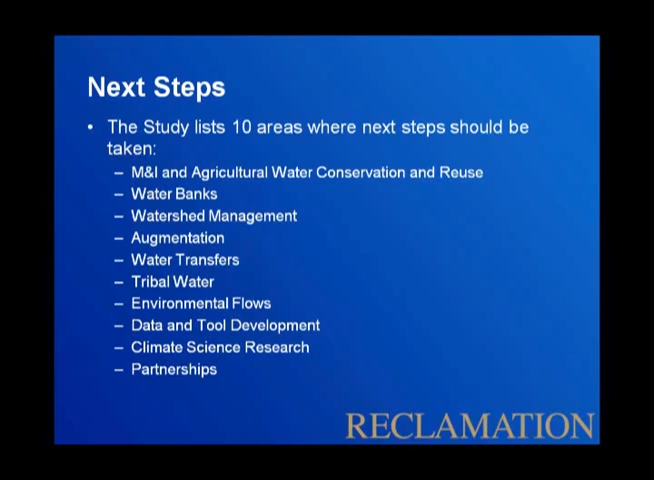 Next Steps
• The Study lists 10 areas where next steps should be
taken:
– M&I and Agricultural Water Conservation and Reuse
– Water Banks
– Watershed Management
– Augmentation
– Water Transfers
– Tribal Water
– Environmental Flows
– Data and Tool Development
– Climate Science Research
– Partnerships
RECLAMATION